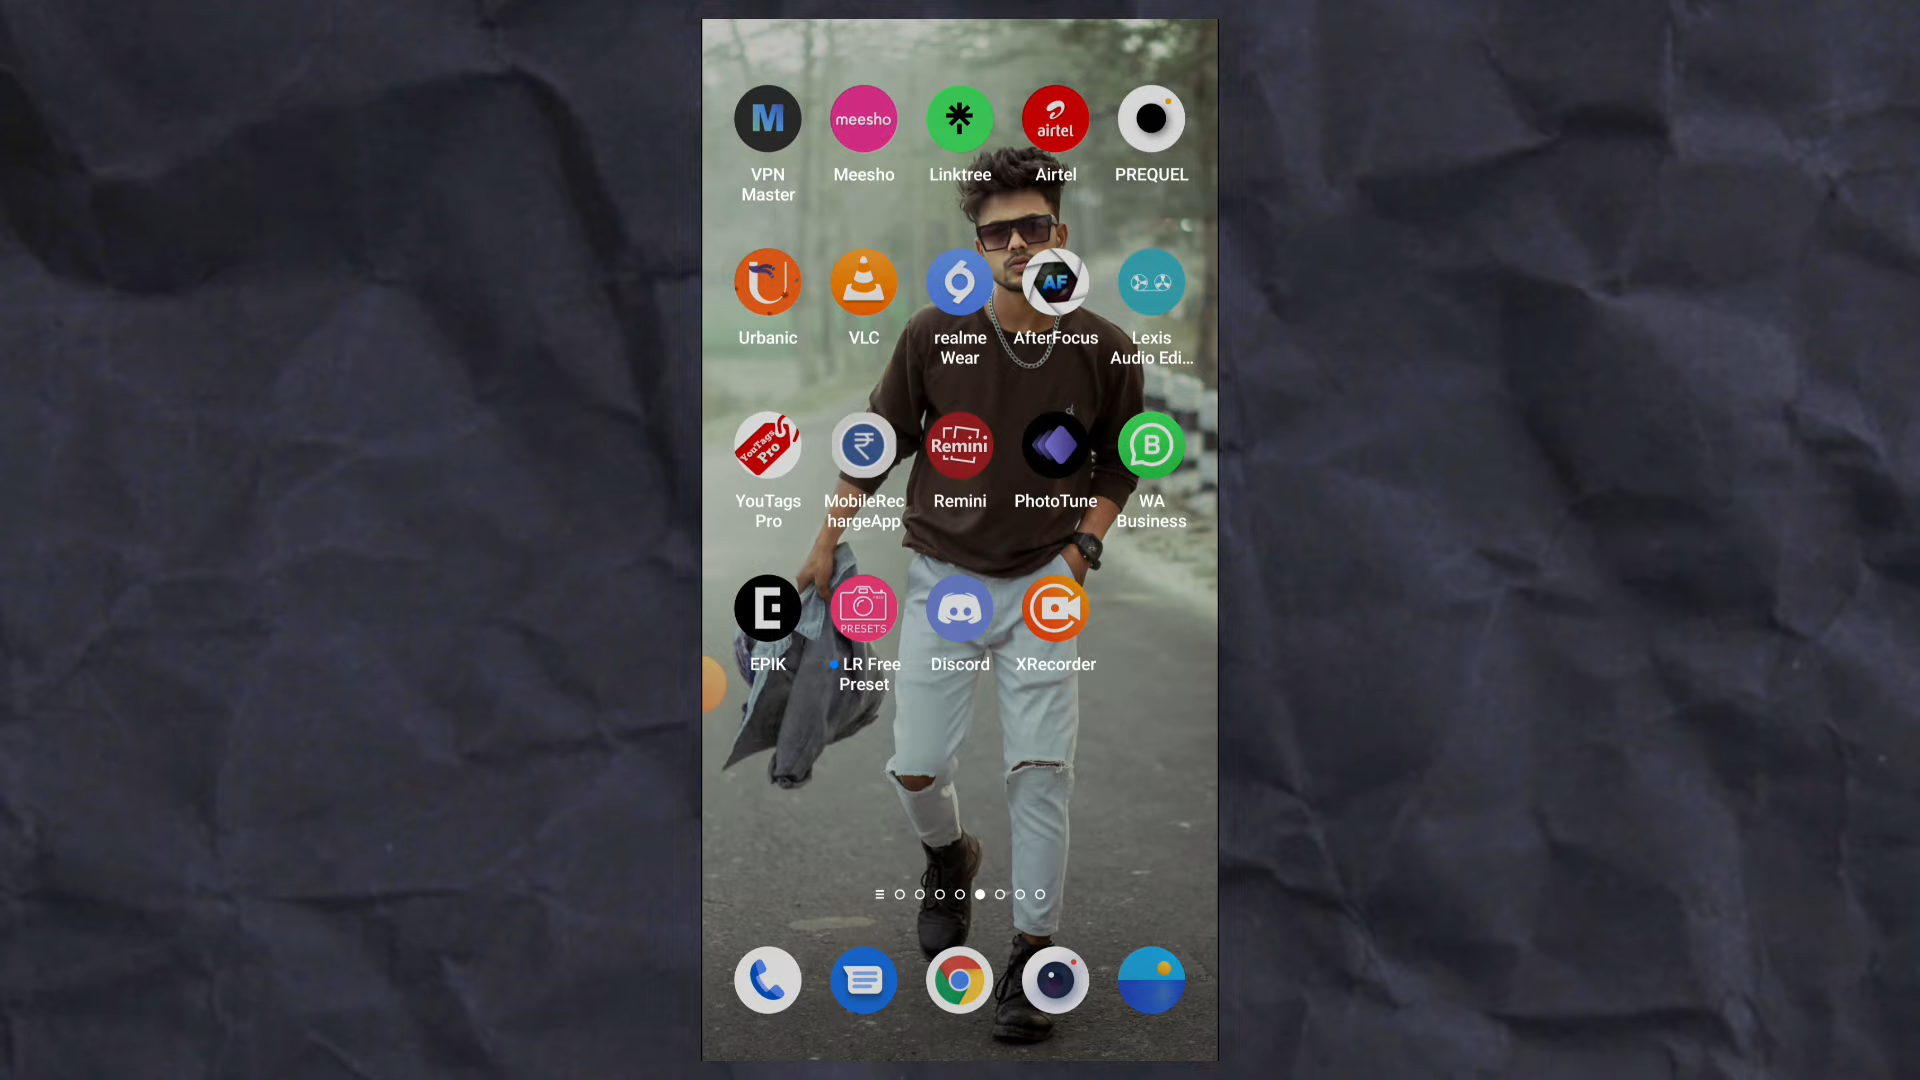 M
meesho
airtel
VPN
Master
Meesho
Linktree
Airtel
PREQUEL
AF
Urbanic
VLC
realme
Wear
AfterFocus
Lexis
Audio Edi...
YouTags
Pro
₹
Remini
B
YouTags
Pro
MobileRec
hargeApp
Remini
PhotoTune
WA
Business
E
PRESETS
EPIK
LR Free
Preset
Discord
XRecorder